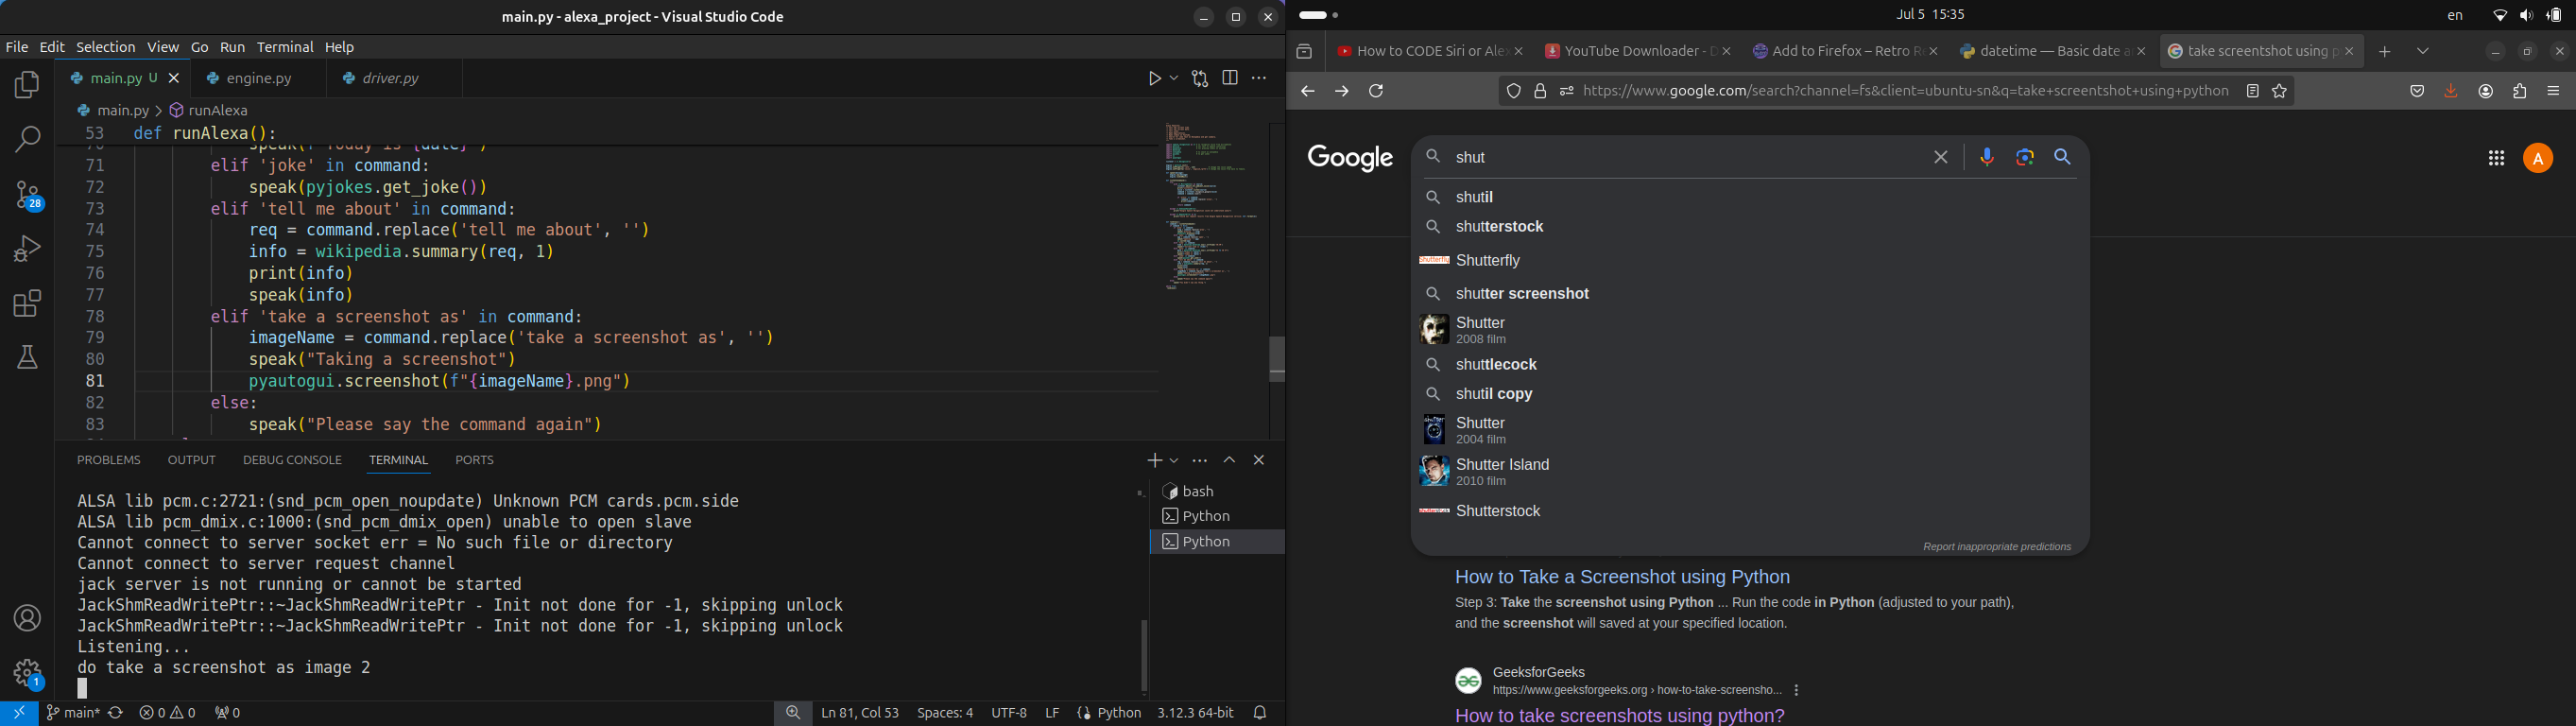 main.py - alexa_project - Visual Studio Code
File Edit Selection View Go Run Terminal Help
main.py U
engine.py
driver.py
main.py > runAlexa
53 def runAlexa():
71 elif 'joke' in command:
72 speak(pyjokes.get_joke())
73 elif 'tell me about' in command:
74 req = command.replace('tell me about', '')
75 info = wikipedia.summary(req, 1)
76 print(info)
77 speak(info)
78 elif 'take a screenshot as' in command:
79 imageName = command.replace('take a screenshot as', '')
80 speak("Taking a screenshot")
81 pyautogui.screenshot(f"{imageName}.png")
82 else:
83 speak("Please say the command again")
28
PROBLEMS OUTPUT DEBUG CONSOLE TERMINAL PORTS
ALSA lib pcm.c:2721:(snd_pcm_open_noupdate) Unknown PCM cards.pcm.side
ALSA lib pcm_dmix.c:1000:(snd_pcm_dmix_open) unable to open slave
Cannot connect to server socket err = No such file or directory
Cannot connect to server request channel
jack server is not running or cannot be started
JackShmReadWritePtr::~JackShmReadWritePtr - Init not done for -1, skipping unlock
JackShmReadWritePtr::~JackShmReadWritePtr - Init not done for -1, skipping unlock
Listening...
do take a screenshot as image 2
bash
Python
Python
1
main* 0 0 0 Ln 81, Col 53 Spaces: 4 UTF-8 LF Python 3.12.3 64-bit
Jul 5 15:35
en
How to CODE Siri or Alex
YouTube Downloader - D
Add to Firefox – Retro R
datetime — Basic date a
take screentshot using p
https://www.google.com/search?channel=fs&client=ubuntu-sn&q=take+screentshot+using+python
Google
shut
A
shutil
shutterstock
Shutterfly
shutter screenshot
Shutter
2008 film
shuttlecock
shutil copy
Shutter
2004 film
Shutter Island
2010 film
Shutterstock
Report inappropriate predictions
How to Take a Screenshot using Python
Step 3: Take the screenshot using Python ... Run the code in Python (adjusted to your path),
and the screenshot will saved at your specified location.
GeeksforGeeks
https://www.geeksforgeeks.org › how-to-take-screensho...
How to take screenshots using python?